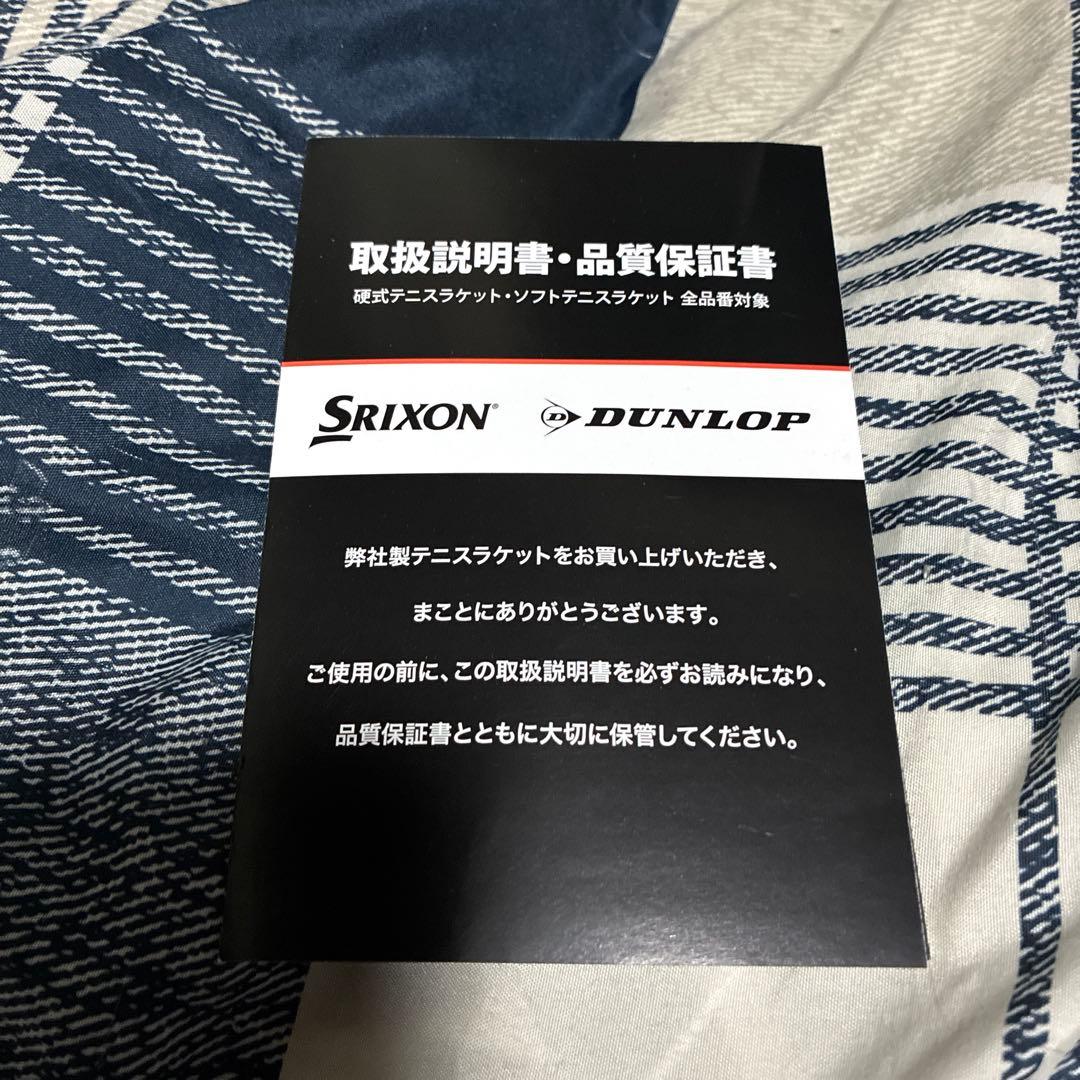 取扱説明書・品質保証書
硬式テニスラケット・ソフトテニスラケット 全品番対象
SRIXON® D DUNLOP
弊社製テニスラケットをお買い上げいただき、
まことにありがとうございます。
ご使用の前に、この取扱説明書を必ずお読みになり、
品質保証書とともに大切に保管してください。